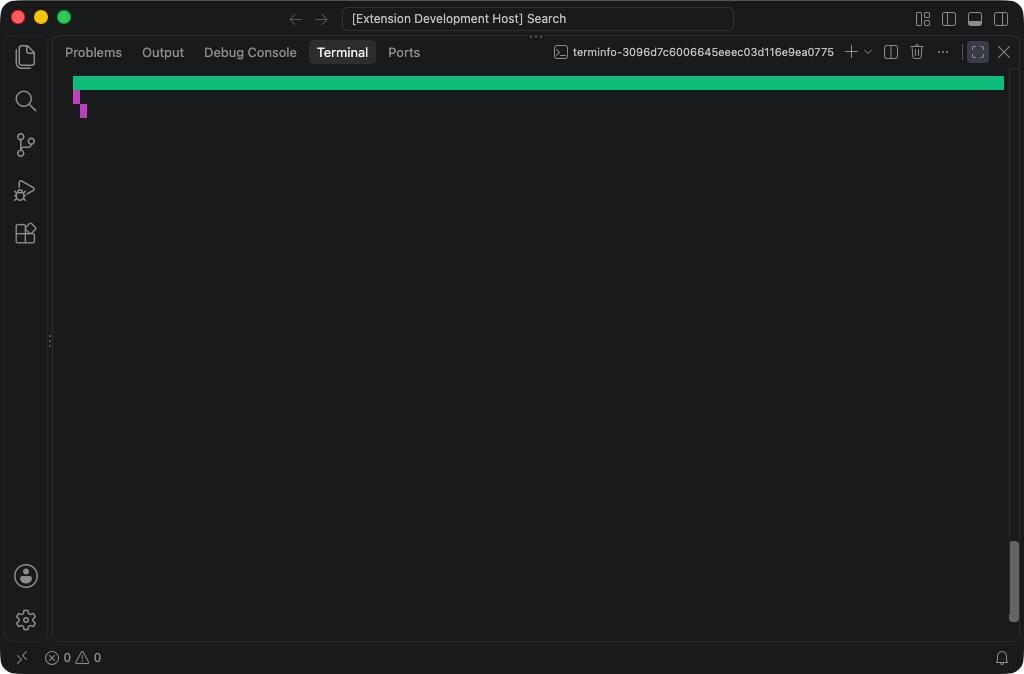 [Extension Development Host] Search
Problems Output Debug Console Terminal Ports terminfo-3096d7c6006645eeec03d116e9ea0775
0 0